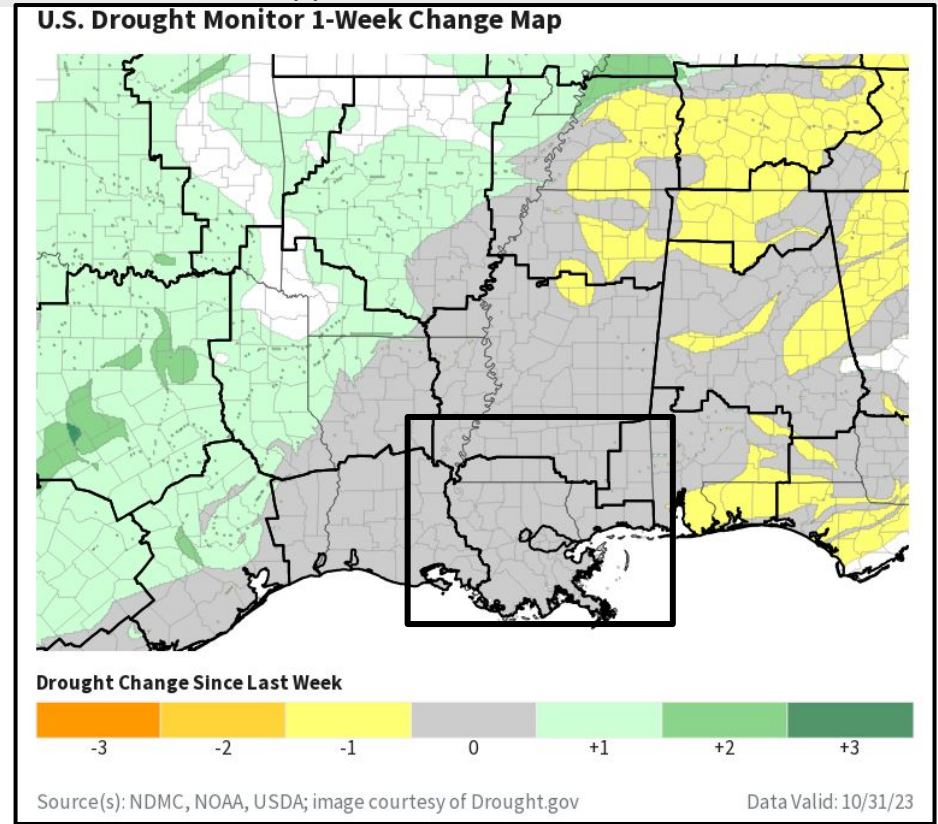 U.S. Drought Monitor 1-Week Change Map
Drought Change Since Last Week
-3 -2 -1 0 +1 +2 +3
Source(s): NDMC, NOAA, USDA; image courtesy of Drought.gov Data Valid: 10/31/23